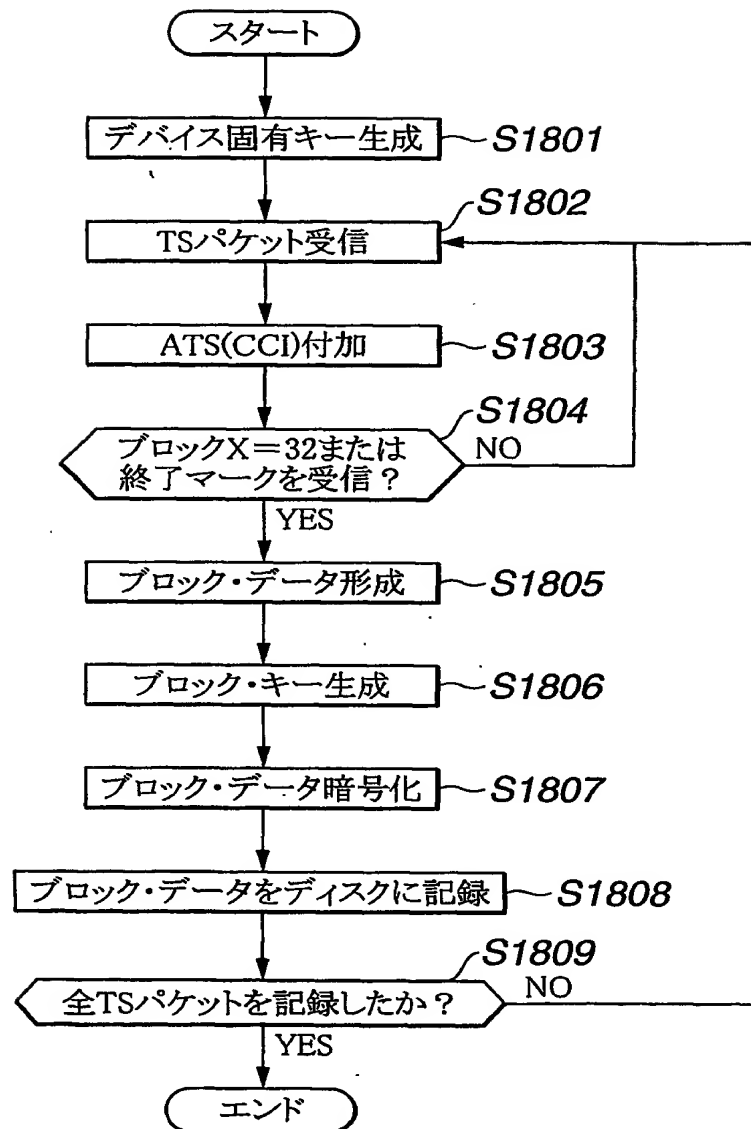 スタート
デバイス固有キー生成
S1801
S1802
TSパケット受信
ATS(CCI)付加
S1803
S1804
ブロックX=32または
終了マークを受信?
NO
YES
ブロック・データ形成
S1805
ブロック・キー生成
S1806
ブロック・データ暗号化
S1807
ブロック・データをディスクに記録
S1808
S1809
全TSパケットを記録したか?
NO
YES
エンド